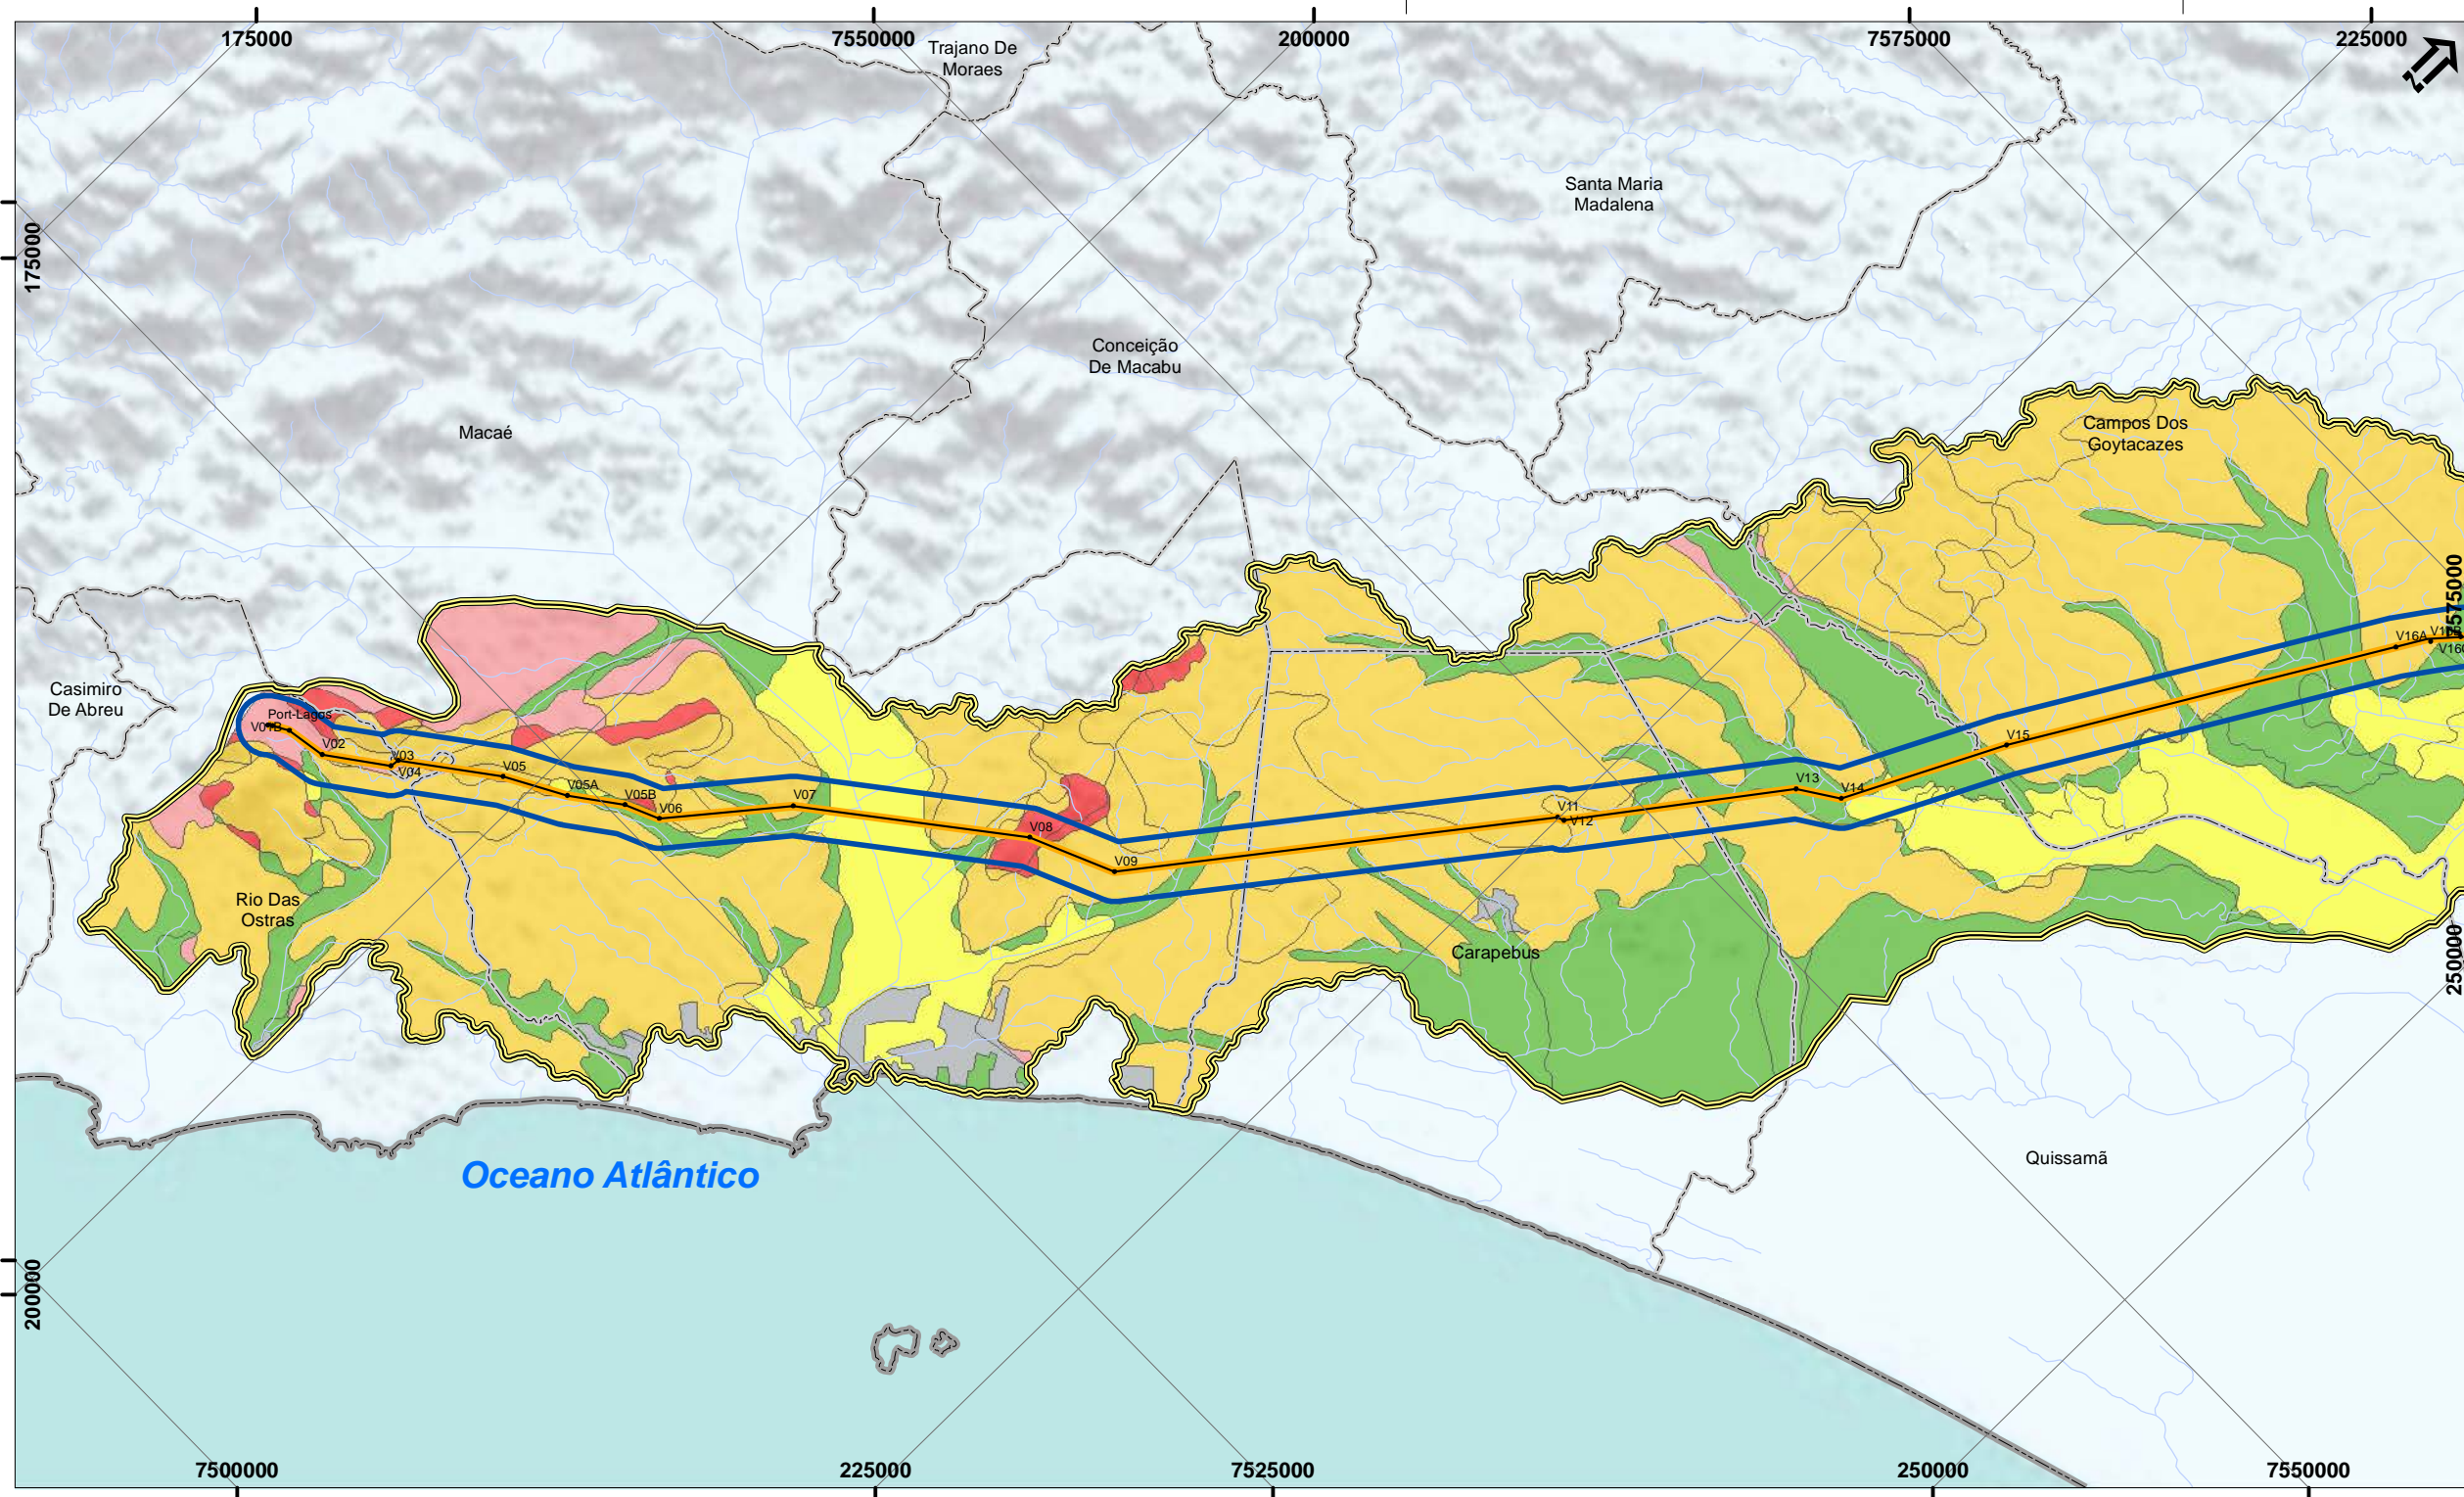 175000
7550000
200000
7575000
225000
Trajano De
Moraes
N
175000
Santa Maria
Madalena
Conceição
De Macabu
Macaé
Campos Dos
Goytacazes
7575000
Casimiro
De Abreu
Port-Lagos
V01B
V02
V03
V04
V05
V05A
V05B
V06
V07
V08
V09
V11
V12
V13
V14
V15
V16A
Rio Das
Ostras
Carapebus
250000
Quissamã
Oceano Atlântico
200000
7500000
225000
7525000
250000
7550000